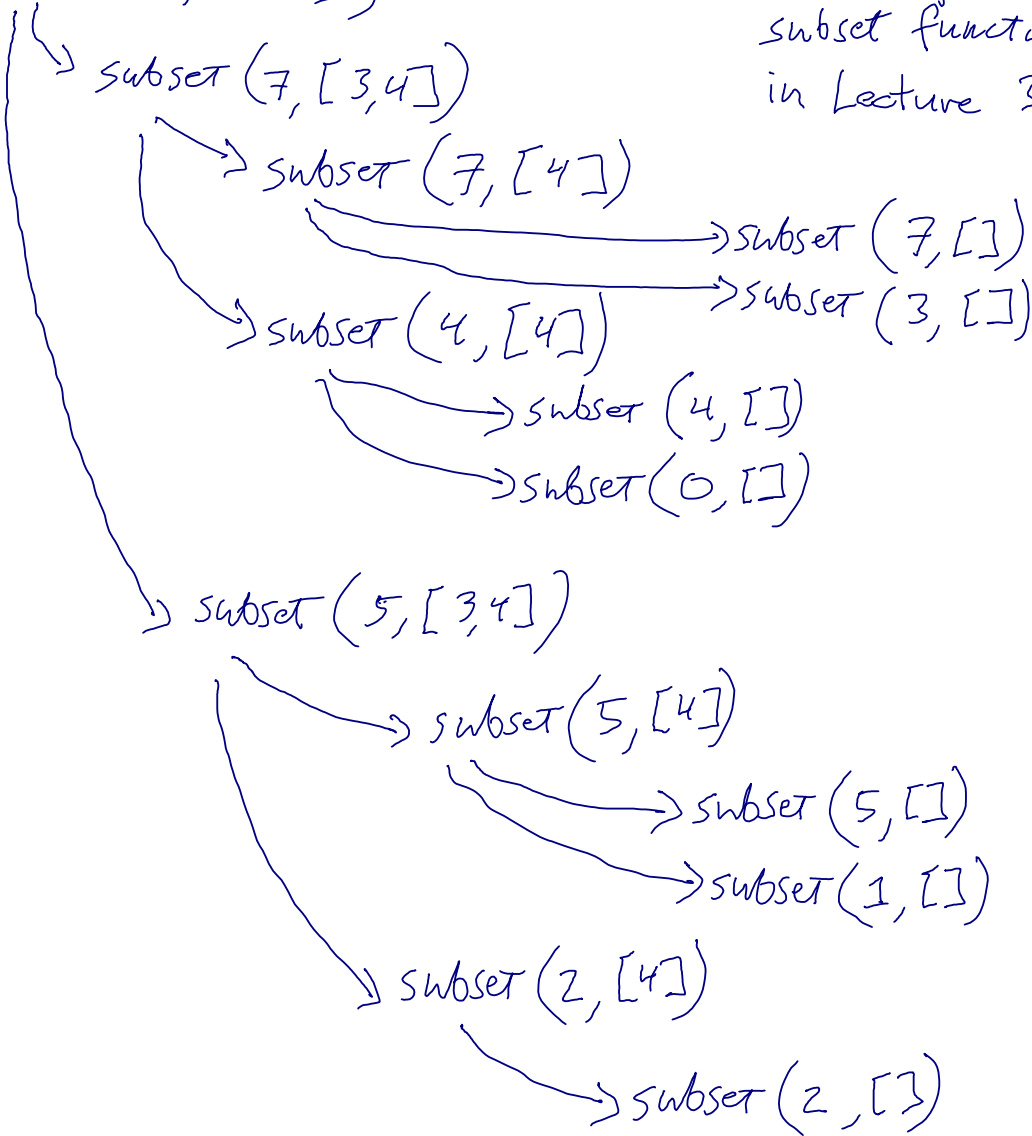 subset
in Lecture
subset (7, [3,4])
subset (7, [4])
subset (7, [])
subset (3, [])
subset (4, [4])
subset (4, [])
subset (0, [])
subset (5, [3,4])
subset (5, [4])
subset (5, [])
subset (1, [])
subset (2, [4])
subset (2, [])